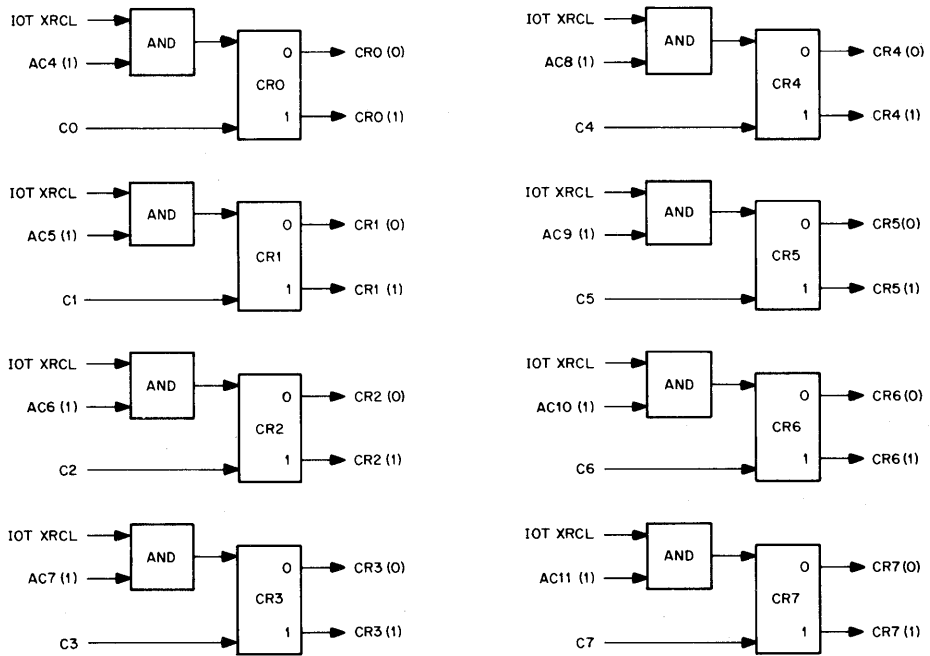 IOT XRCL
AND
AC4 (1)
0
CR0 (0)
CR0
1
CR0 (1)
C0
IOT XRCL
AND
AC5 (1)
0
CR1 (0)
CR1
1
CR1 (1)
C1
IOT XRCL
AND
AC6 (1)
0
CR2 (0)
CR2
1
CR2 (1)
C2
IOT XRCL
AND
AC7 (1)
0
CR3 (0)
CR3
1
CR3 (1)
C3
IOT XRCL
AND
AC8 (1)
0
CR4 (0)
CR4
1
CR4 (1)
C4
IOT XRCL
AND
AC9 (1)
0
CR5(0)
CR5
1
CR5 (1)
C5
IOT XRCL
AND
AC10 (1)
0
CR6 (0)
CR6
1
CR6 (1)
C6
IOT XRCL
AND
AC11 (1)
0
CR7(0)
CR7
1
CR7 (1)
C7